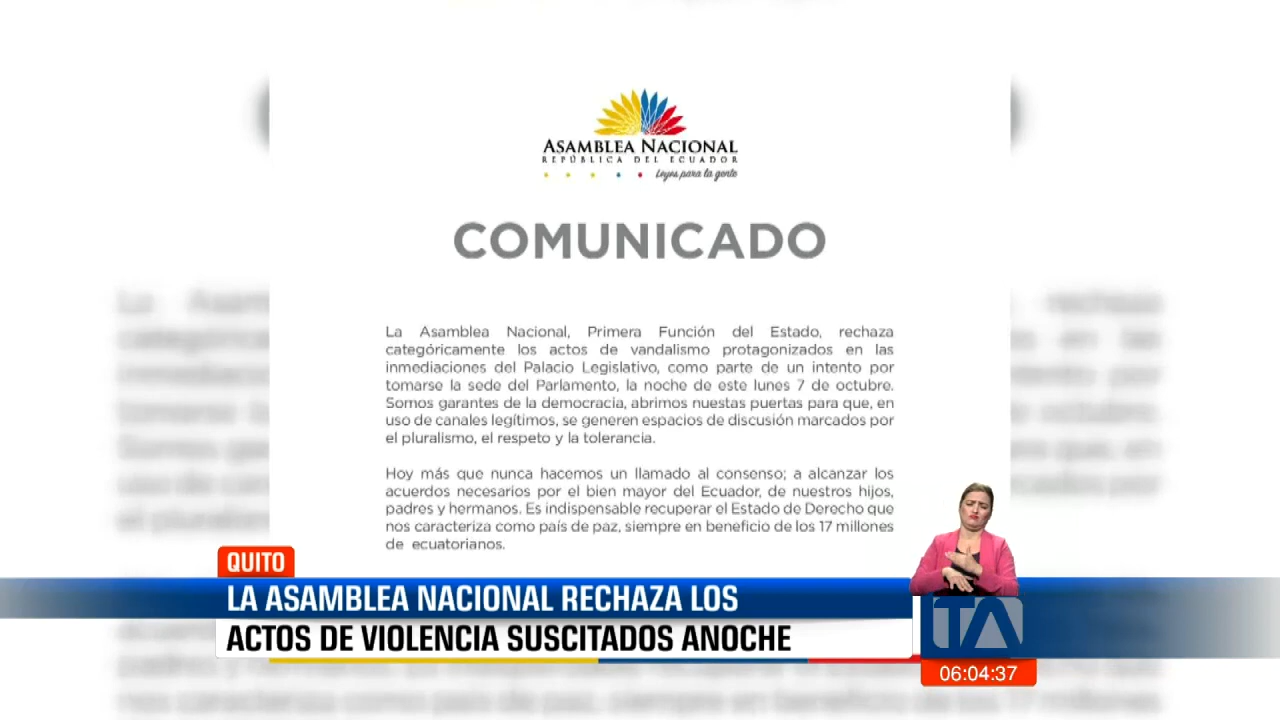 ASAMBLEA NACIONAL
REPÚBLICA DEL ECUADOR
Leyes para la gente
COMUNICADO
La Asamblea Nacional, Primera Función del Estado, rechaza
categóricamente los actos de vandalismo protagonizados en las
inmediaciones del Palacio Legislativo, como parte de un intento por
tomarse la sede del Parlamento, la noche de este lunes 7 de octubre.
Somos garantes de la democracia, abrimos nuestas puertas para que, en
uso de canales legítimos, se generen espacios de discusión marcados por
el pluralismo, el respeto y la tolerancia.
Hoy más que nunca hacemos un llamado al consenso; a alcanzar los
acuerdos necesarios por el bien mayor del Ecuador, de nuestros hijos,
padres y hermanos. Es indispensable recuperar el Estado de Derecho que
nos caracteriza como país de paz, siempre en beneficio de los 17 millones
de ecuatorianos.
QUITO
LA ASAMBLEA NACIONAL RECHAZA LOS
ACTOS DE VIOLENCIA SUSCITADOS ANOCHE
TA
06:04:37